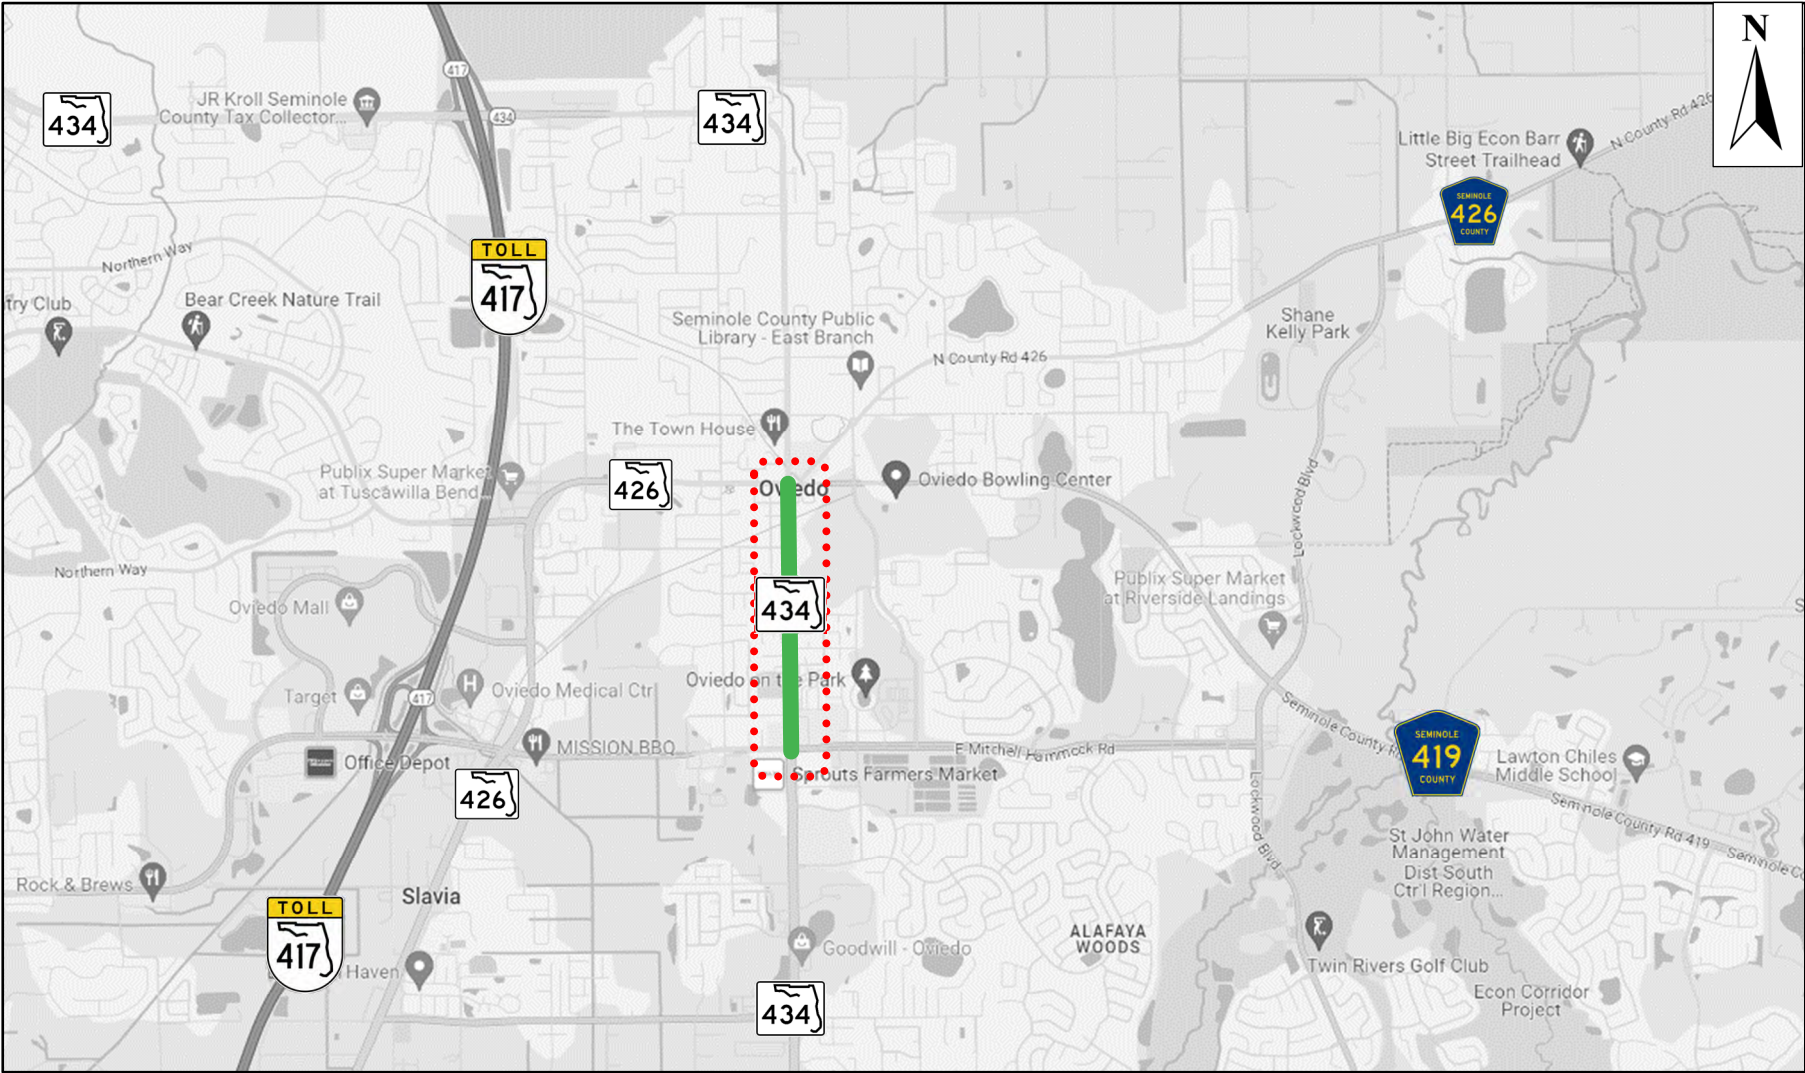 N
417
434
JR Kroll Seminole
County Tax Collector...
434
434
N County Rd 426
Little Big Econ Barr
Street Trailhead
SEMINOLE
426
COUNTY
Northern Way
TOLL
417
try Club
Bear Creek Nature Trail
Seminole County Public
Library - East Branch
Shane
Kelly Park
N County Rd 426
The Town House
Publix Super Market
at Tuscawilla Bend
426
Oviedo
Oviedo Bowling Center
Lockwood Blvd
Northern Way
Oviedo Mall
434
Publix Super Market
at Riverside Landings
S
Target
417
Oviedo Medical Ctr
Oviedo on the Park
Seminole County Rd
MISSION BBQ
E Mitchell Hammock Rd
SEMINOLE
419
COUNTY
Lawton Chiles
Middle School
Office Depot
426
Sprouts Farmers Market
Lockwood Blvd
Seminole County Rd 419
Seminole Co
St John Water
Management
Dist South
Ctr'l Region...
Rock & Brews
Slavia
TOLL
417
Haven
Goodwill - Oviedo
ALAFAYA
WOODS
Twin Rivers Golf Club
Econ Corridor
Project
434